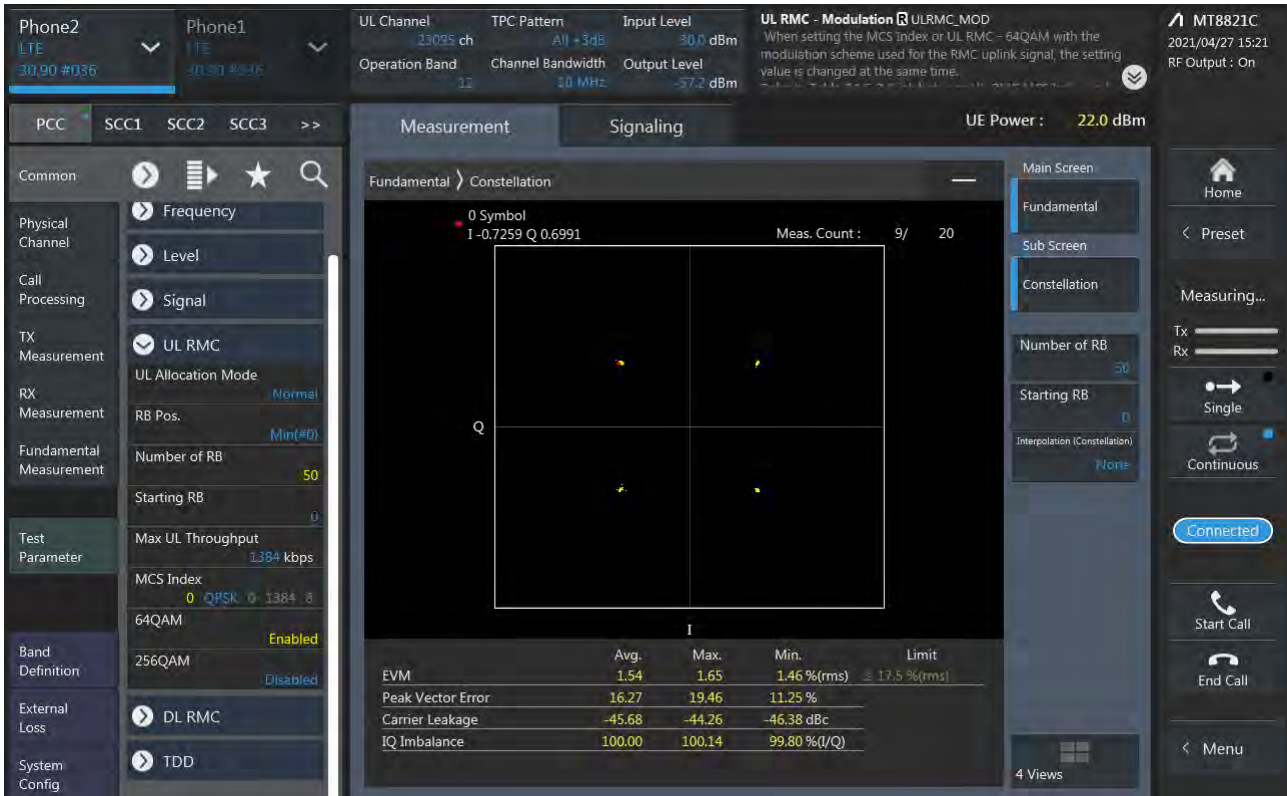 Phone2
LTE
30.90 #036
Phone1
LTE
30.90 #036
UL Channel
23095 ch
TPC Pattern
All +3dB
Input Level
30.0 dBm
Operation Band
12
Channel Bandwidth
10 MHz
Output Level
-57.2 dBm
UL RMC - Modulation R ULRMC_MOD
When setting the MCS Index or UL RMC - 64QAM with the
modulation scheme used for the RMC uplink signal, the setting
value is changed at the same time.
MT8821C
2021/04/27 15:21
RF Output : On
PCC SCC1 SCC2 SCC3 >>
Measurement
Signaling
UE Power : 22.0 dBm
Common
Physical
Channel
Call
Processing
TX
Measurement
RX
Measurement
Fundamental
Measurement
Test
Parameter
Band
Definition
External
Loss
System
Config
Frequency
Level
Signal
UL RMC
UL Allocation Mode
Normal
RB Pos.
Min(#0)
Number of RB
50
Starting RB
0
Max UL Throughput
1384 kbps
MCS Index
0 QPSK 0 1384 8
64QAM
Enabled
256QAM
Disabled
DL RMC
TDD
Fundamental > Constellation
0 Symbol
I -0.7259 Q 0.6991
Meas. Count : 9/ 20
Q
I
Avg. Max. Min. Limit
EVM 1.54 1.65 1.46 %(rms) ≤ 17.5 %(rms)
Peak Vector Error 16.27 19.46 11.25 %
Carrier Leakage -45.68 -44.26 -46.38 dBc
IQ Imbalance 100.00 100.14 99.80 %(I/Q)
Main Screen
Fundamental
Sub Screen
Constellation
Number of RB
50
Starting RB
0
Interpolation (Constellation)
None
4 Views
Home
< Preset
Measuring...
Tx
Rx
Single
Continuous
Connected
Start Call
End Call
< Menu